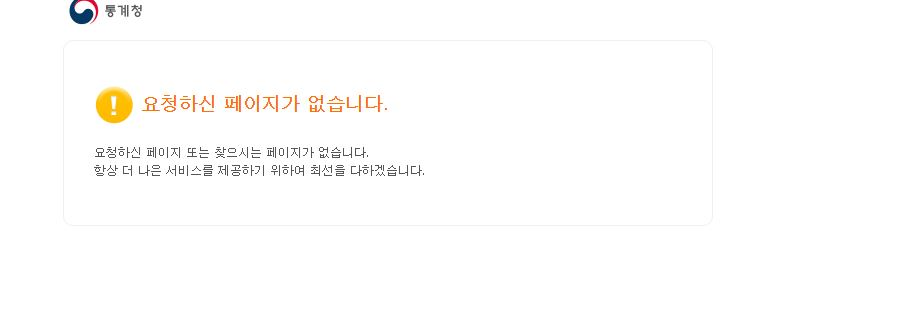 통계청
요청하신 페이지가 없습니다.
요청하신 페이지 또는 찾으시는 페이지가 없습니다.
항상 더 나은 서비스를 제공하기 위하여 최선을 다하겠습니다.